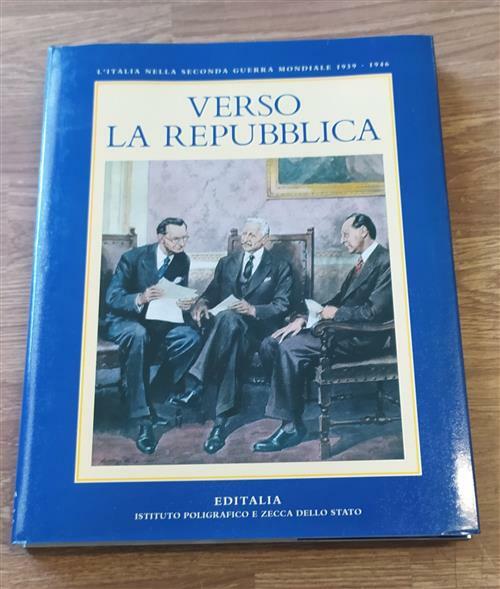 L'ITALIA NELLA SECONDA GUERRA MONDIALE 1939 - 1946
VERSO
LA REPUBBLICA
EDITALIA
ISTITUTO POLIGRAFICO E ZECCA DELLO STATO